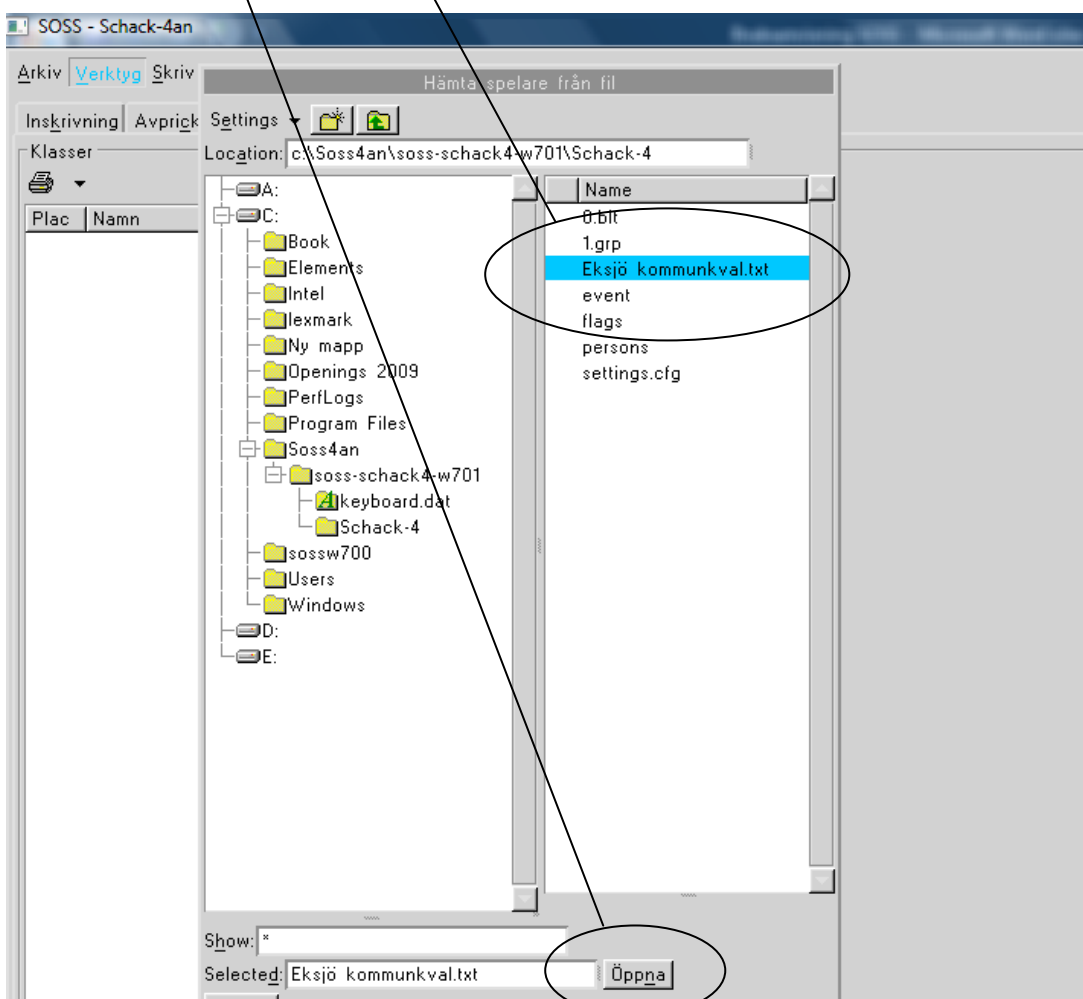 SOSS - Schack-4an
Arkiv Verktyg Skriv
Hämta spelare från fil
Inskrivning Avprick
Settings
Klasser
Location: c:\Soss4an\soss-schack4-w701\Schack-4
Plac Namn
A:
C:
Book
Elements
Intel
lexmark
Ny mapp
Openings 2009
PerfLogs
Program Files
Soss4an
soss-schack4-w701
keyboard.dat
Schack-4
sossw700
Users
Windows
D:
E:
Name
0.blt
1.grp
Eksjö kommunkval.txt
event
flags
persons
settings.cfg
Show: *
Selected: Eksjö kommunkval.txt Öppna